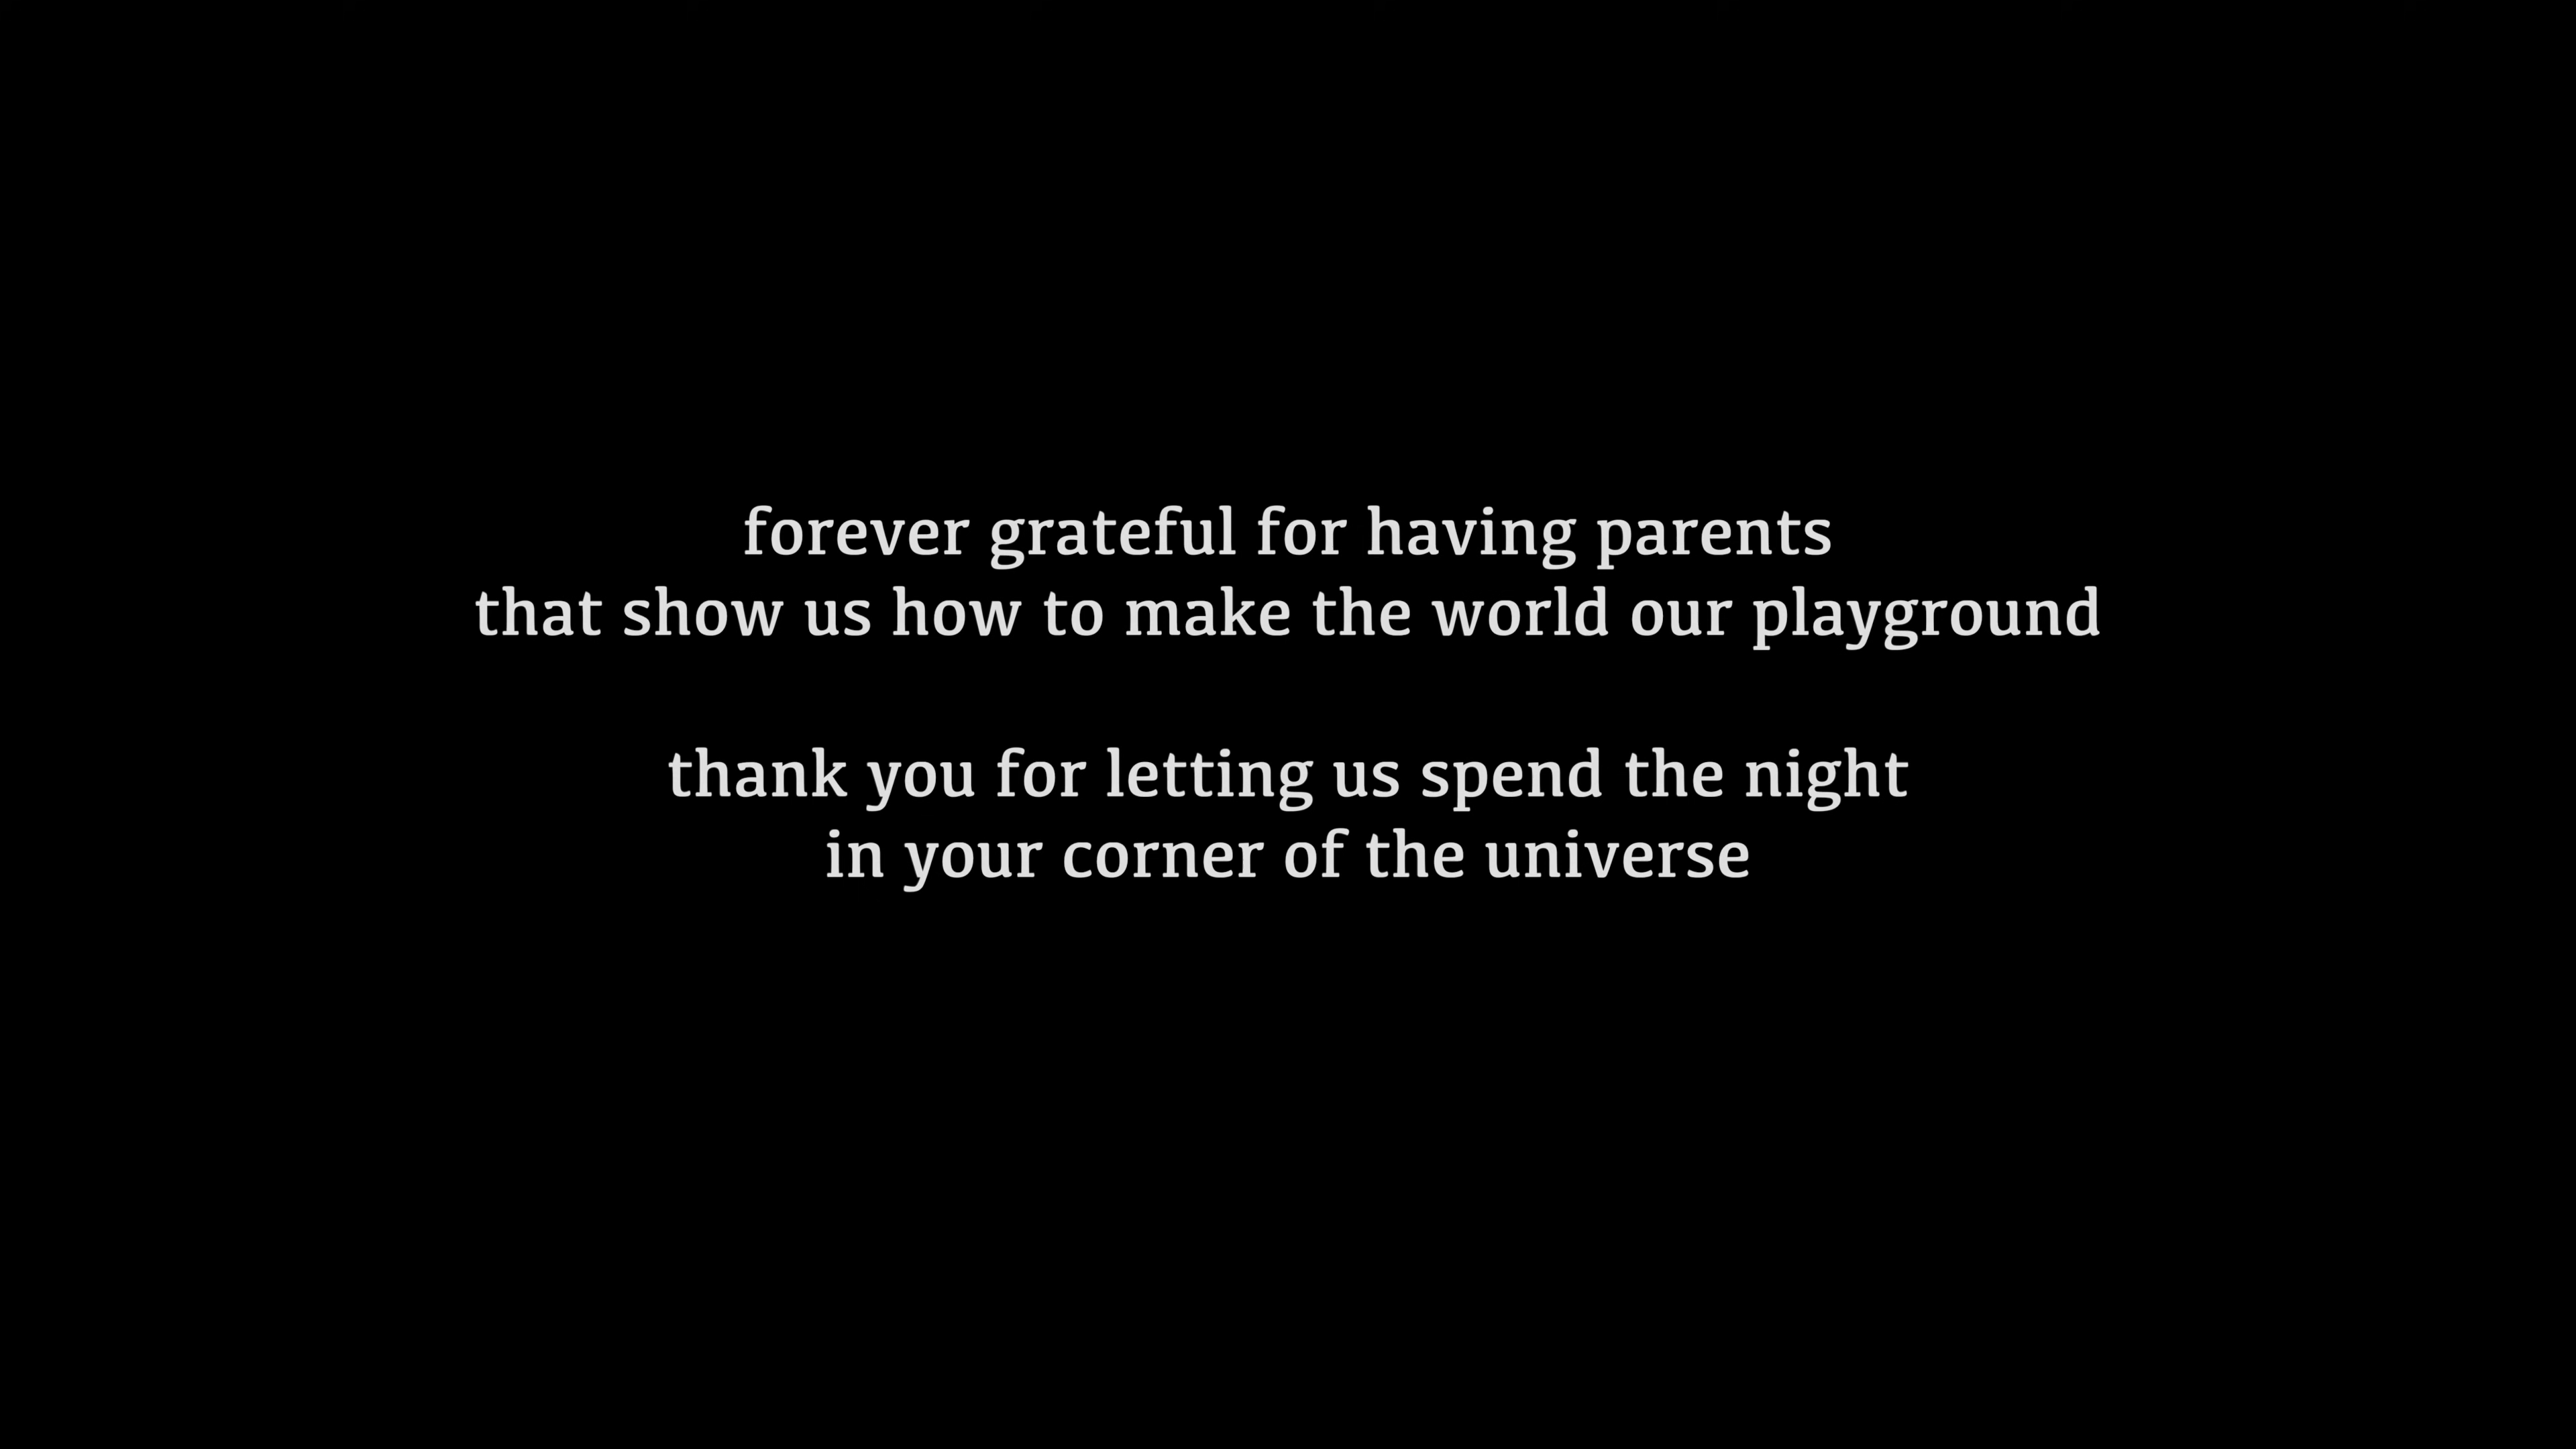 forever grateful for having parents
that show us how to make the world our playground
thank you for letting us spend the night
in your corner of the universe